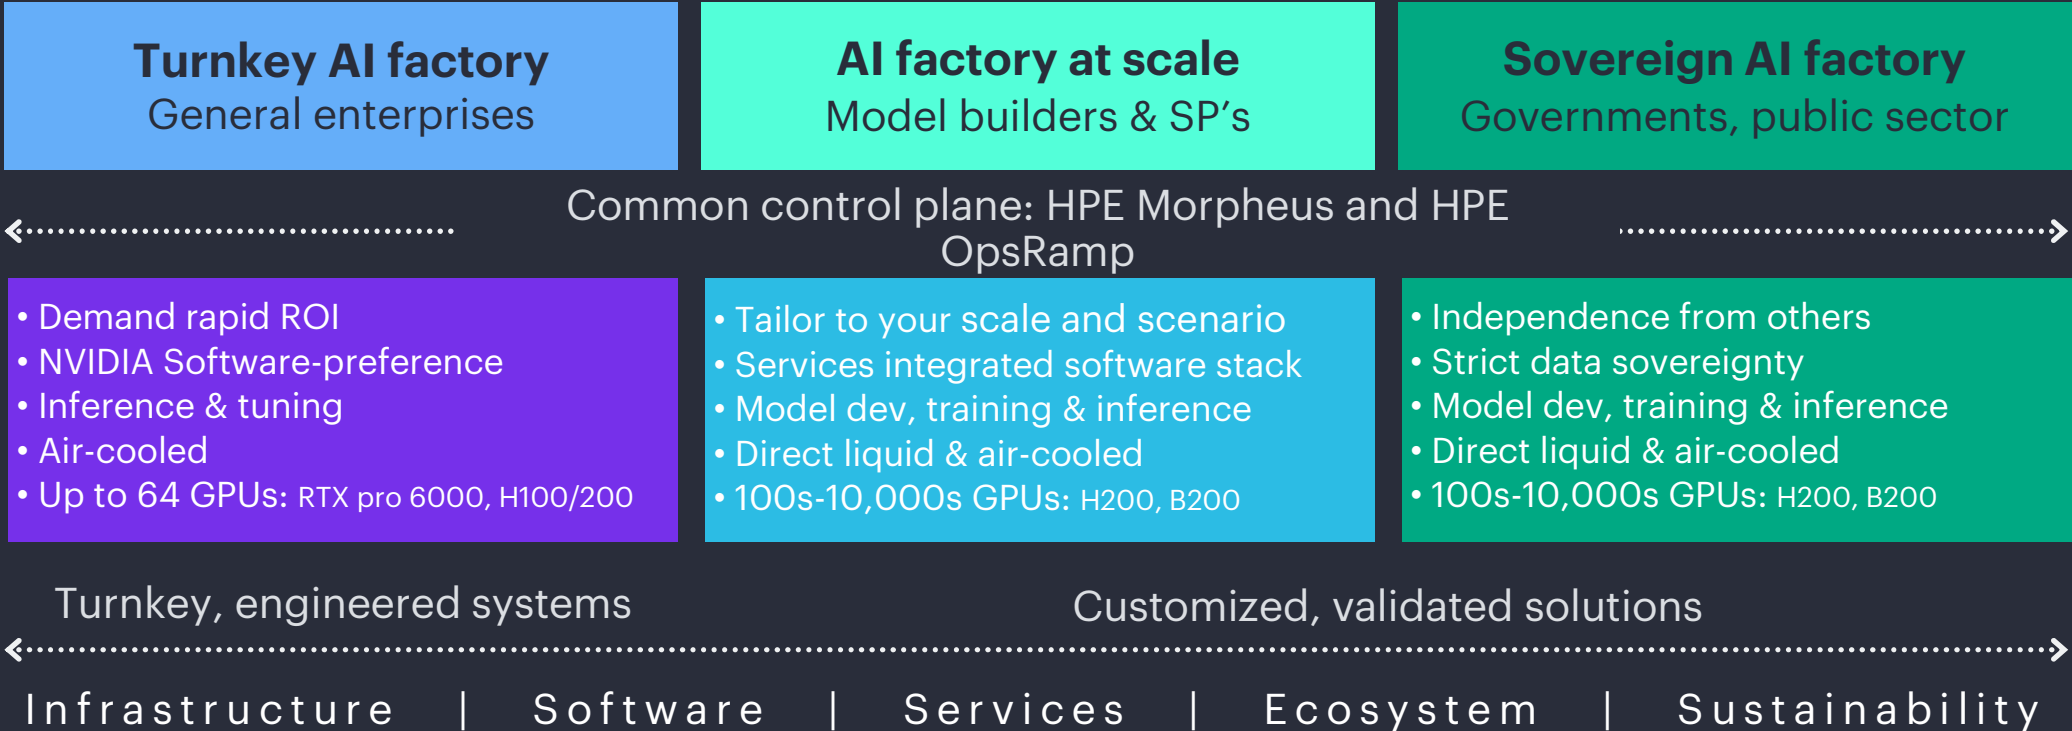 Turnkey AI factory
General enterprises
AI factory at scale
Model builders & SP's
Sovereign AI factory
Governments, public sector
Common control plane: HPE Morpheus and HPE
OpsRamp
• Demand rapid ROI
• NVIDIA Software-preference
• Inference & tuning
• Air-cooled
• Up to 64 GPUs: RTX pro 6000, H100/200
• Tailor to your scale and scenario
• Services integrated software stack
• Model dev, training & inference
• Direct liquid & air-cooled
• 100s-10,000s GPUs: H200, B200
• Independence from others
• Strict data sovereignty
• Model dev, training & inference
• Direct liquid & air-cooled
• 100s-10,000s GPUs: H200, B200
Turnkey, engineered systems
Customized, validated solutions
Infrastructure | Software | Services | Ecosystem | Sustainability